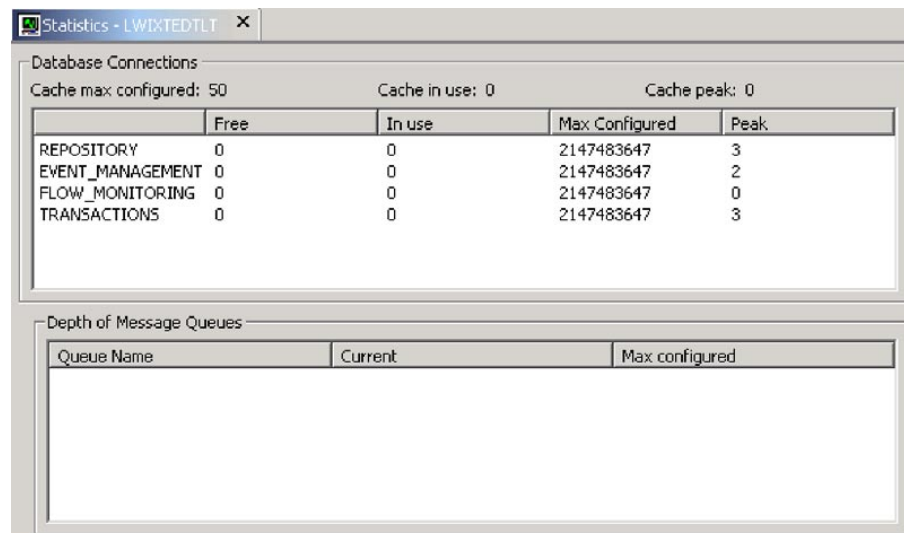 Statistics - LWIXTEDTLT
Database Connections
Cache max configured: 50 Cache in use: 0 Cache peak: 0
Free In use Max Configured Peak
REPOSITORY 0 0 2147483647 3
EVENT_MANAGEMENT 0 0 2147483647 2
FLOW_MONITORING 0 0 2147483647 0
TRANSACTIONS 0 0 2147483647 3
Depth of Message Queues
Queue Name Current Max configured